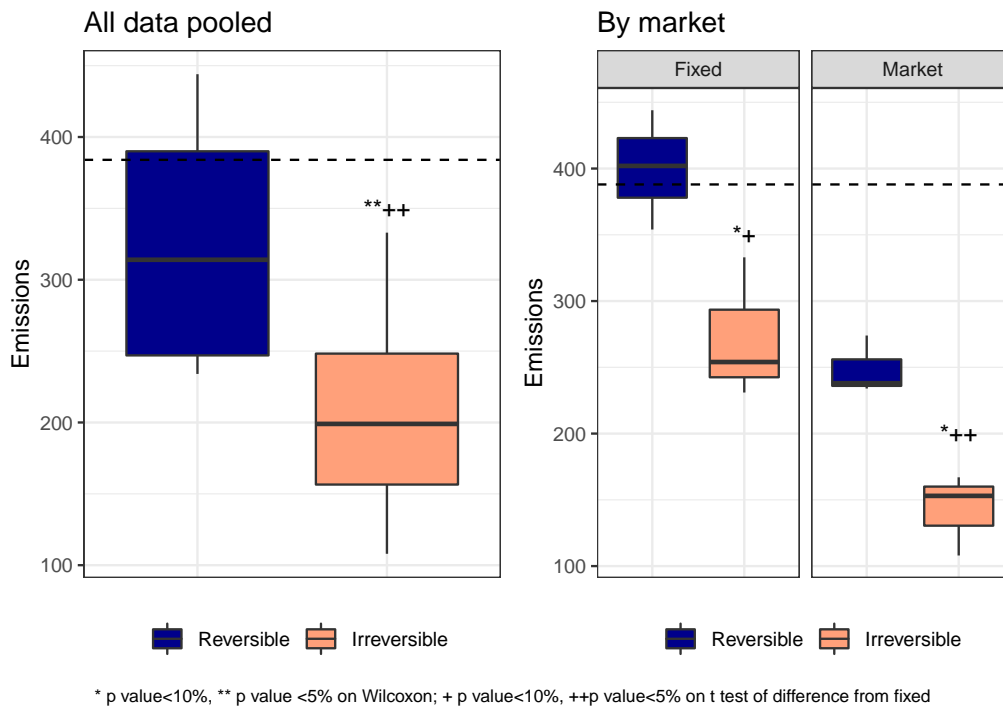 All data pooled
Emissions
400
300
200
100
**++
Reversible Irreversible
By market
Fixed Market
Emissions
400
300
200
100
*+
*++
Reversible Irreversible
* p value<10%, ** p value <5% on Wilcoxon; + p value<10%, ++p value<5% on t test of difference from fixed